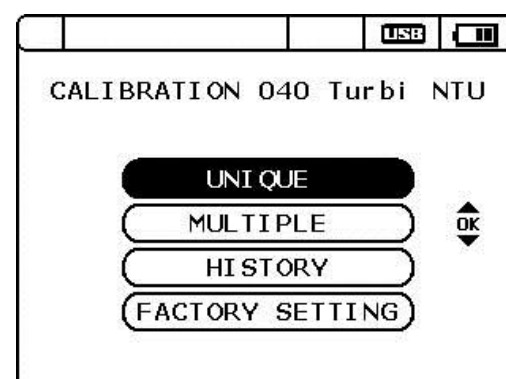 USB
CALIBRATION 040 Turbi NTU
UNIQUE
MULTIPLE
OK
HISTORY
FACTORY SETTING